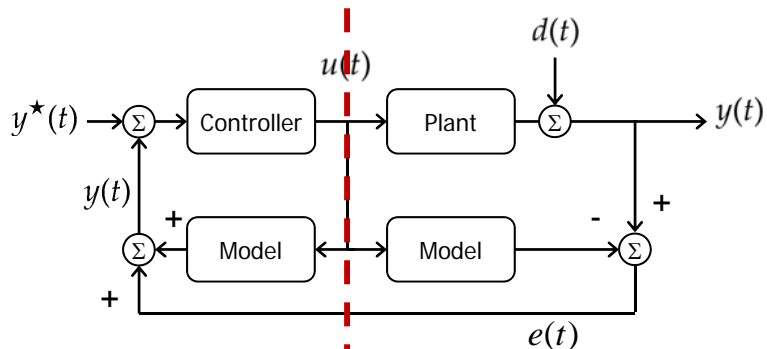 d(t)
u(t)
y★(t) Σ Controller Plant Σ y(t)
y(t) + - +
Σ Model Model Σ
+
e(t)